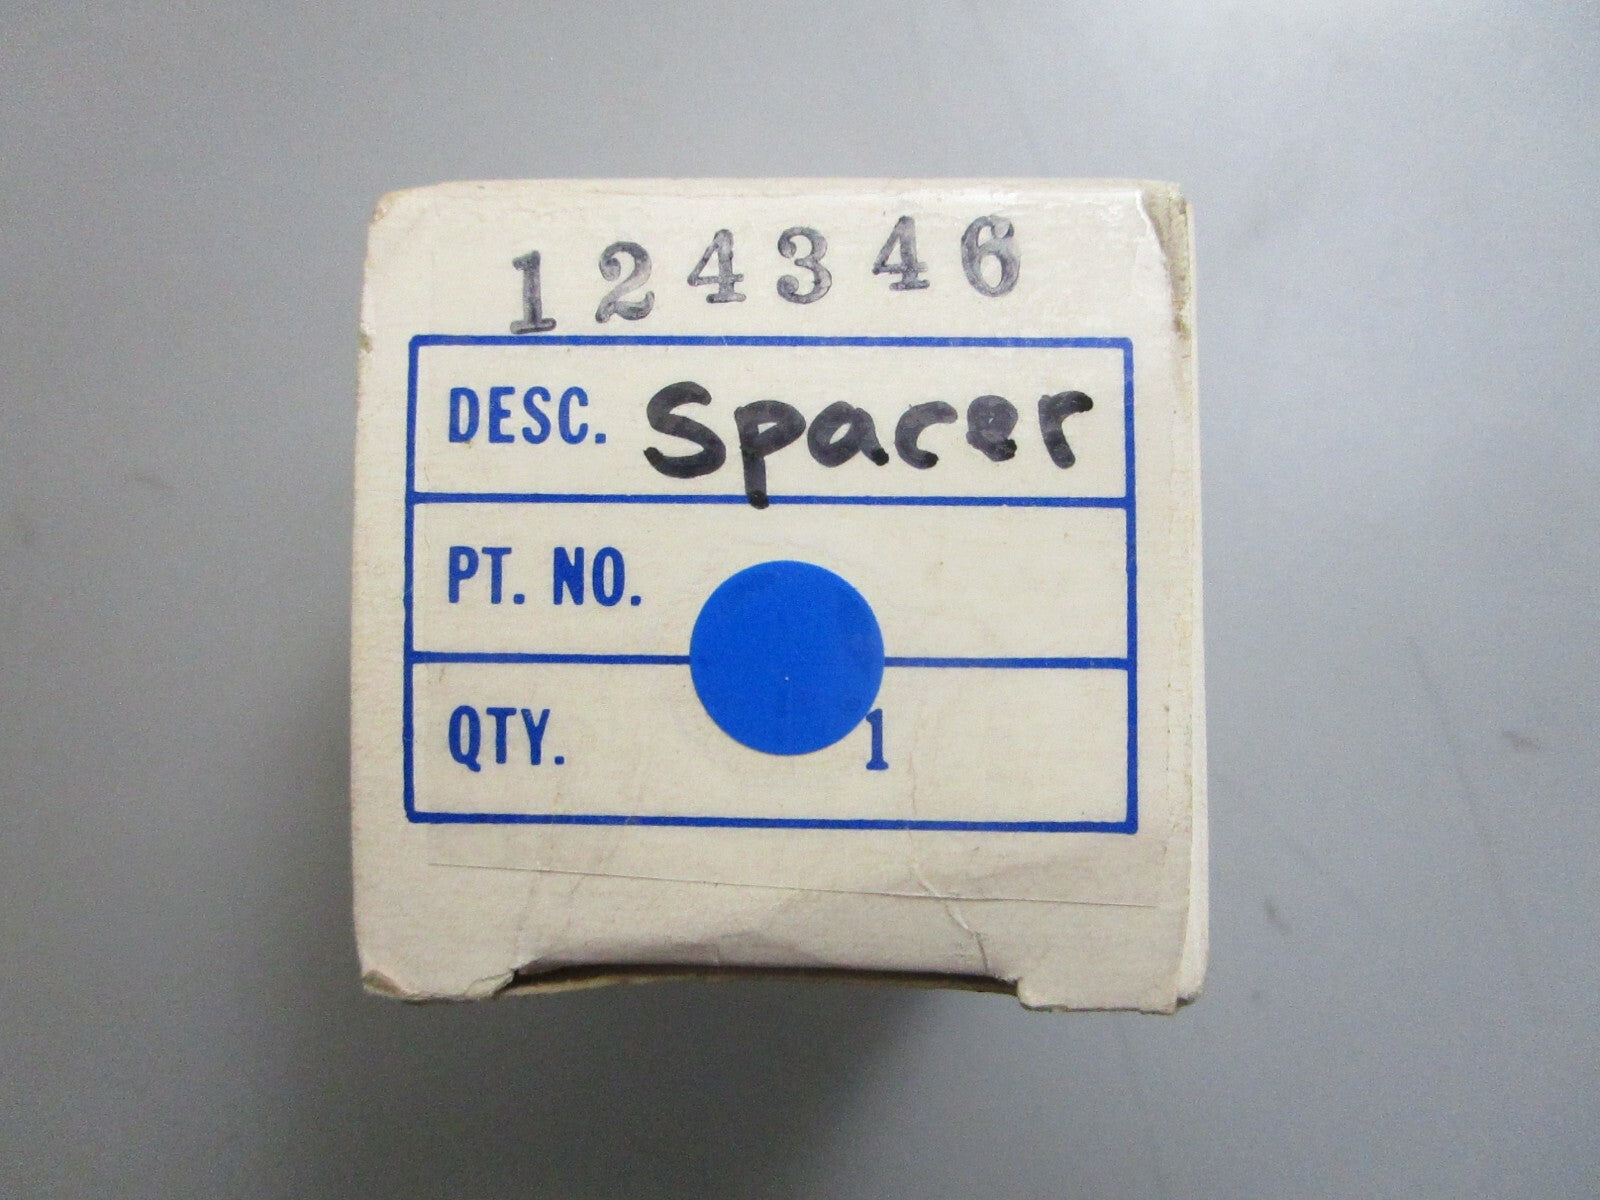 124346
DESC. Spacer
PT. NO.
QTY. 1